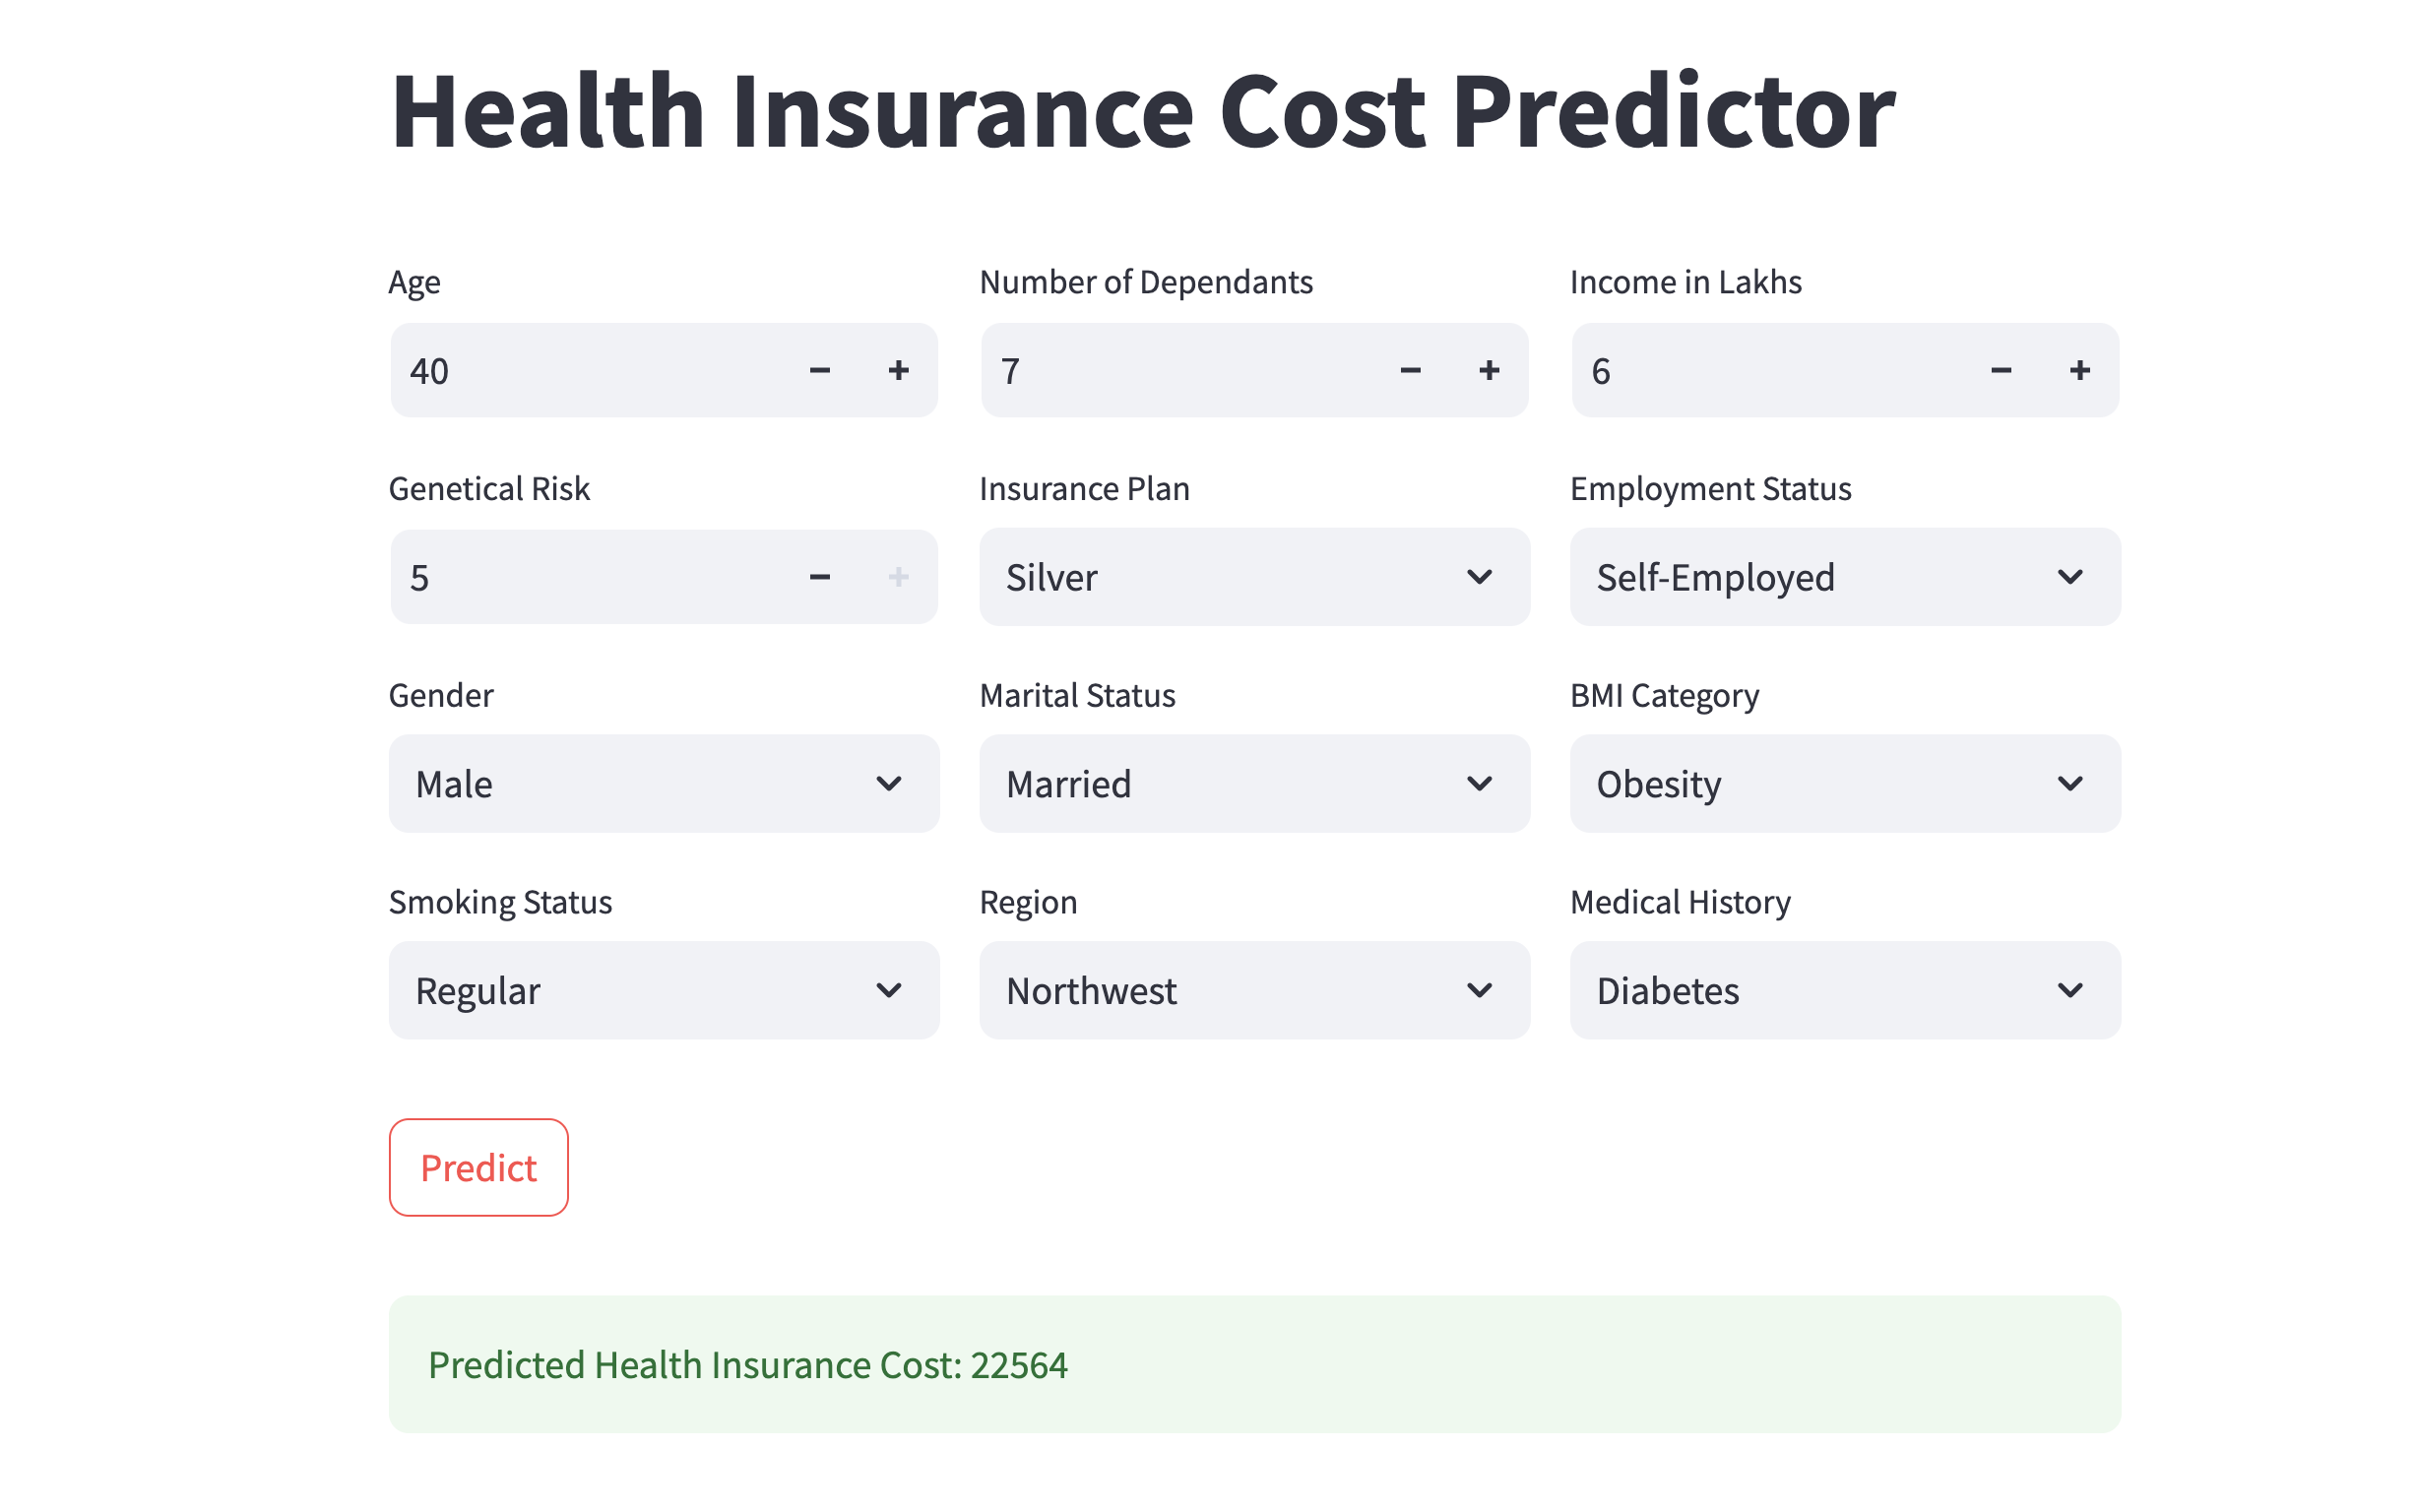 Health Insurance Cost Predictor
Age
Number of Dependants
Income in Lakhs
40
7
6
Genetical Risk
Insurance Plan
Employment Status
5
Silver
Self-Employed
Gender
Marital Status
BMI Category
Male
Married
Obesity
Smoking Status
Region
Medical History
Regular
Northwest
Diabetes
Predict
Predicted Health Insurance Cost: 22564